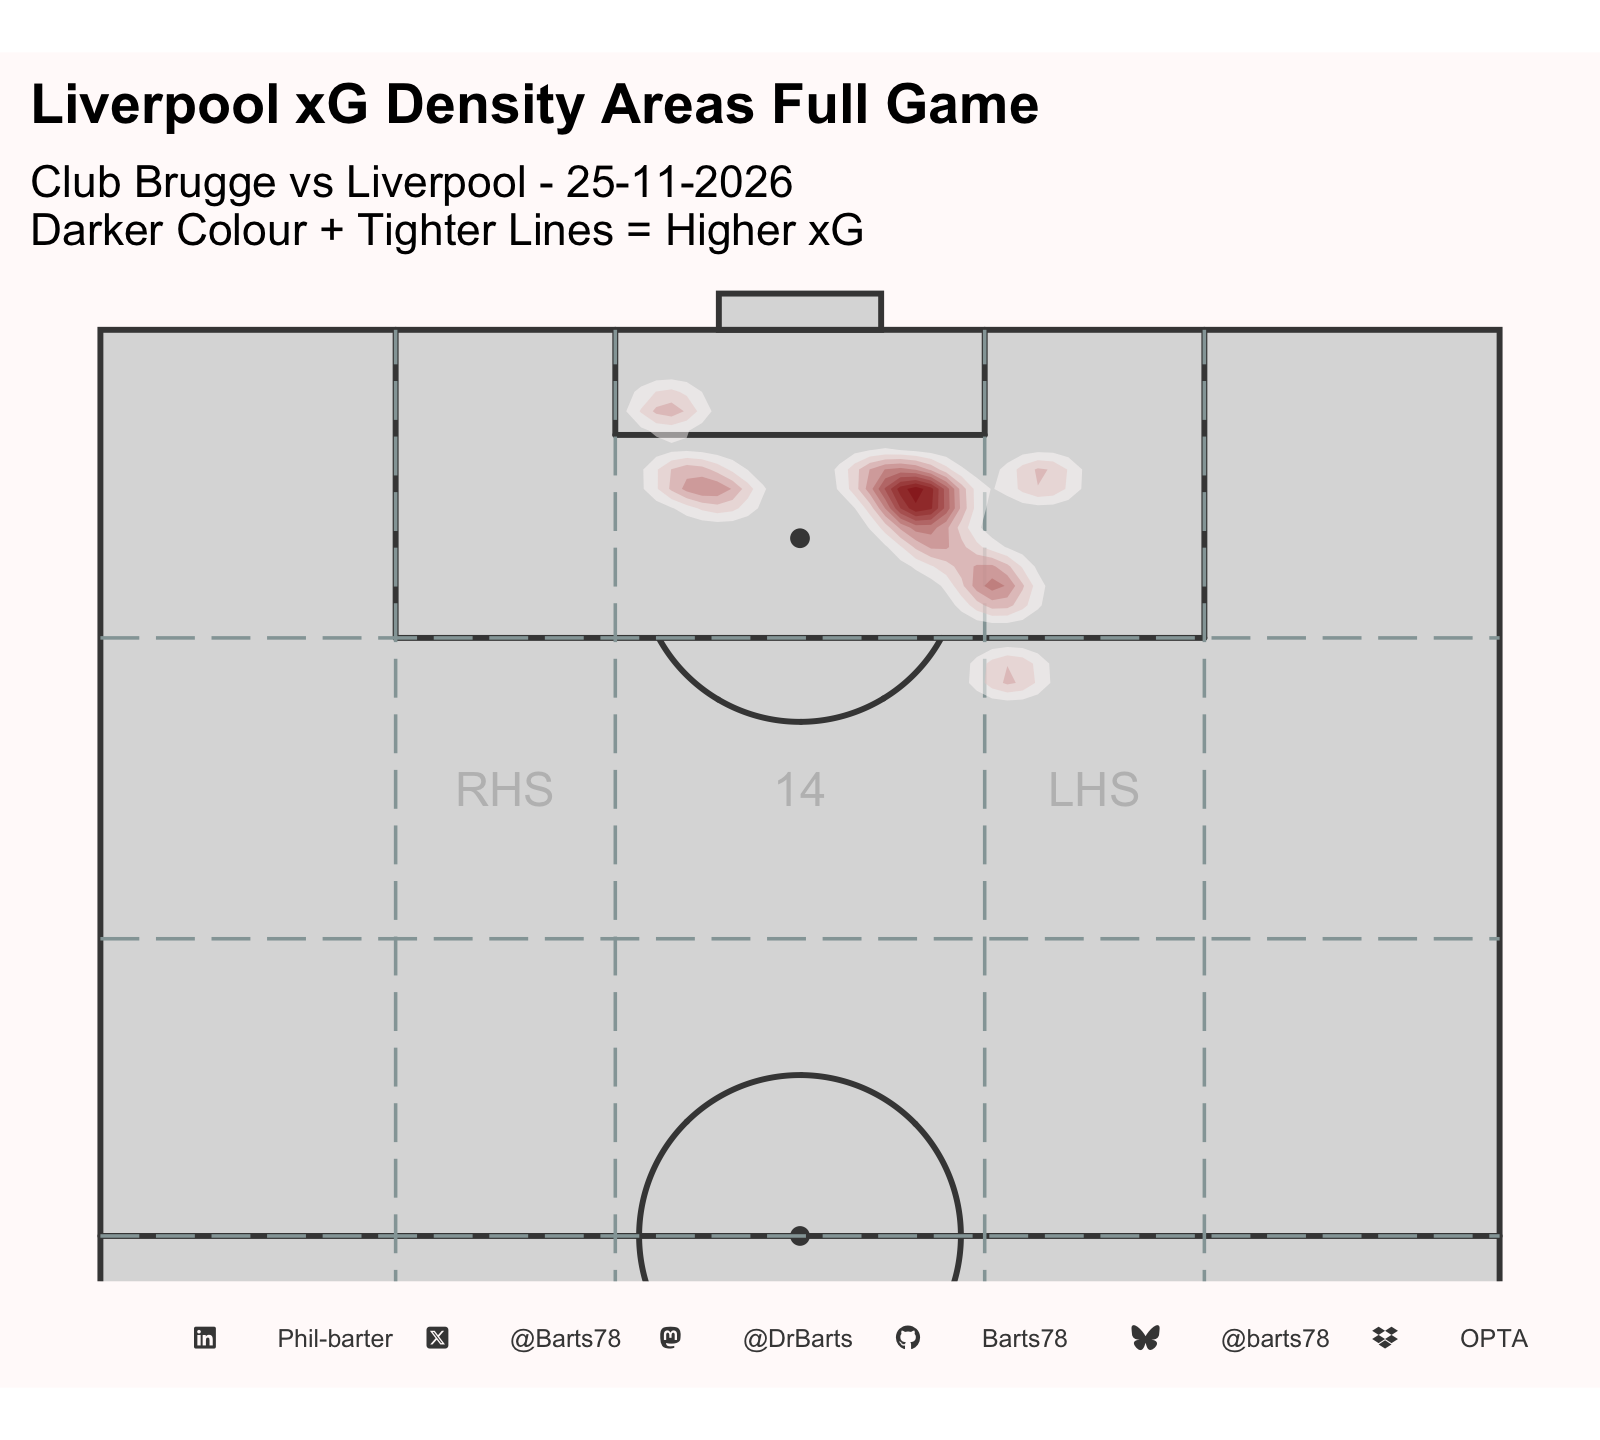 Liverpool xG Density Areas Full Game
Club Brugge vs Liverpool - 25-11-2026
Darker Colour + Tighter Lines = Higher xG
RHS 14 LHS
Phil-barter @Barts78 @DrBarts Barts78 @barts78 OPTA